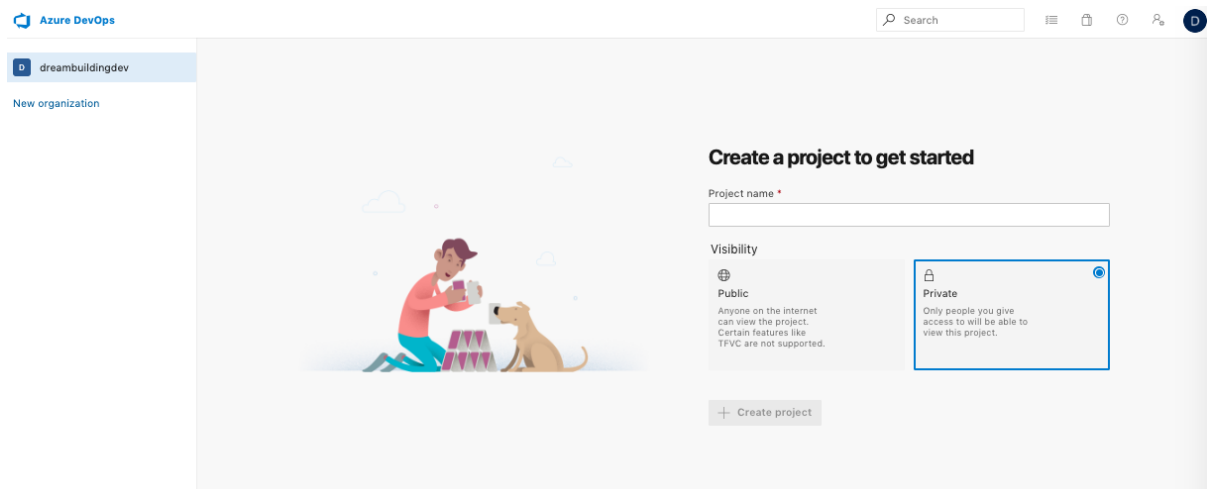 Azure DevOps
Search
D
D dreambuildingdev
New organization
Create a project to get started
Project name *
Visibility
Public
Anyone on the internet
can view the project.
Certain features like
TFVC are not supported.
Private
Only people you give
access to will be able to
view this project.
+ Create project